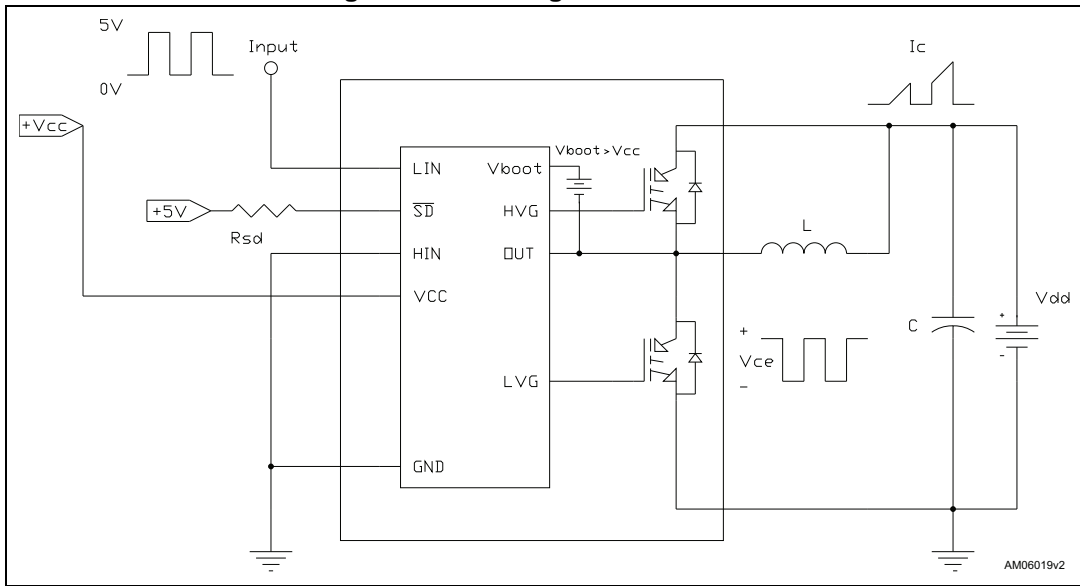 5V
0V
Input
+Vcc
+5V
Rsd
LIN
SD
HIN
VCC
GND
Vboot
HVG
OUT
LVG
Vboot>Vcc
Ic
L
+
Vce
-
C
+
-
Vdd
AM06019v2